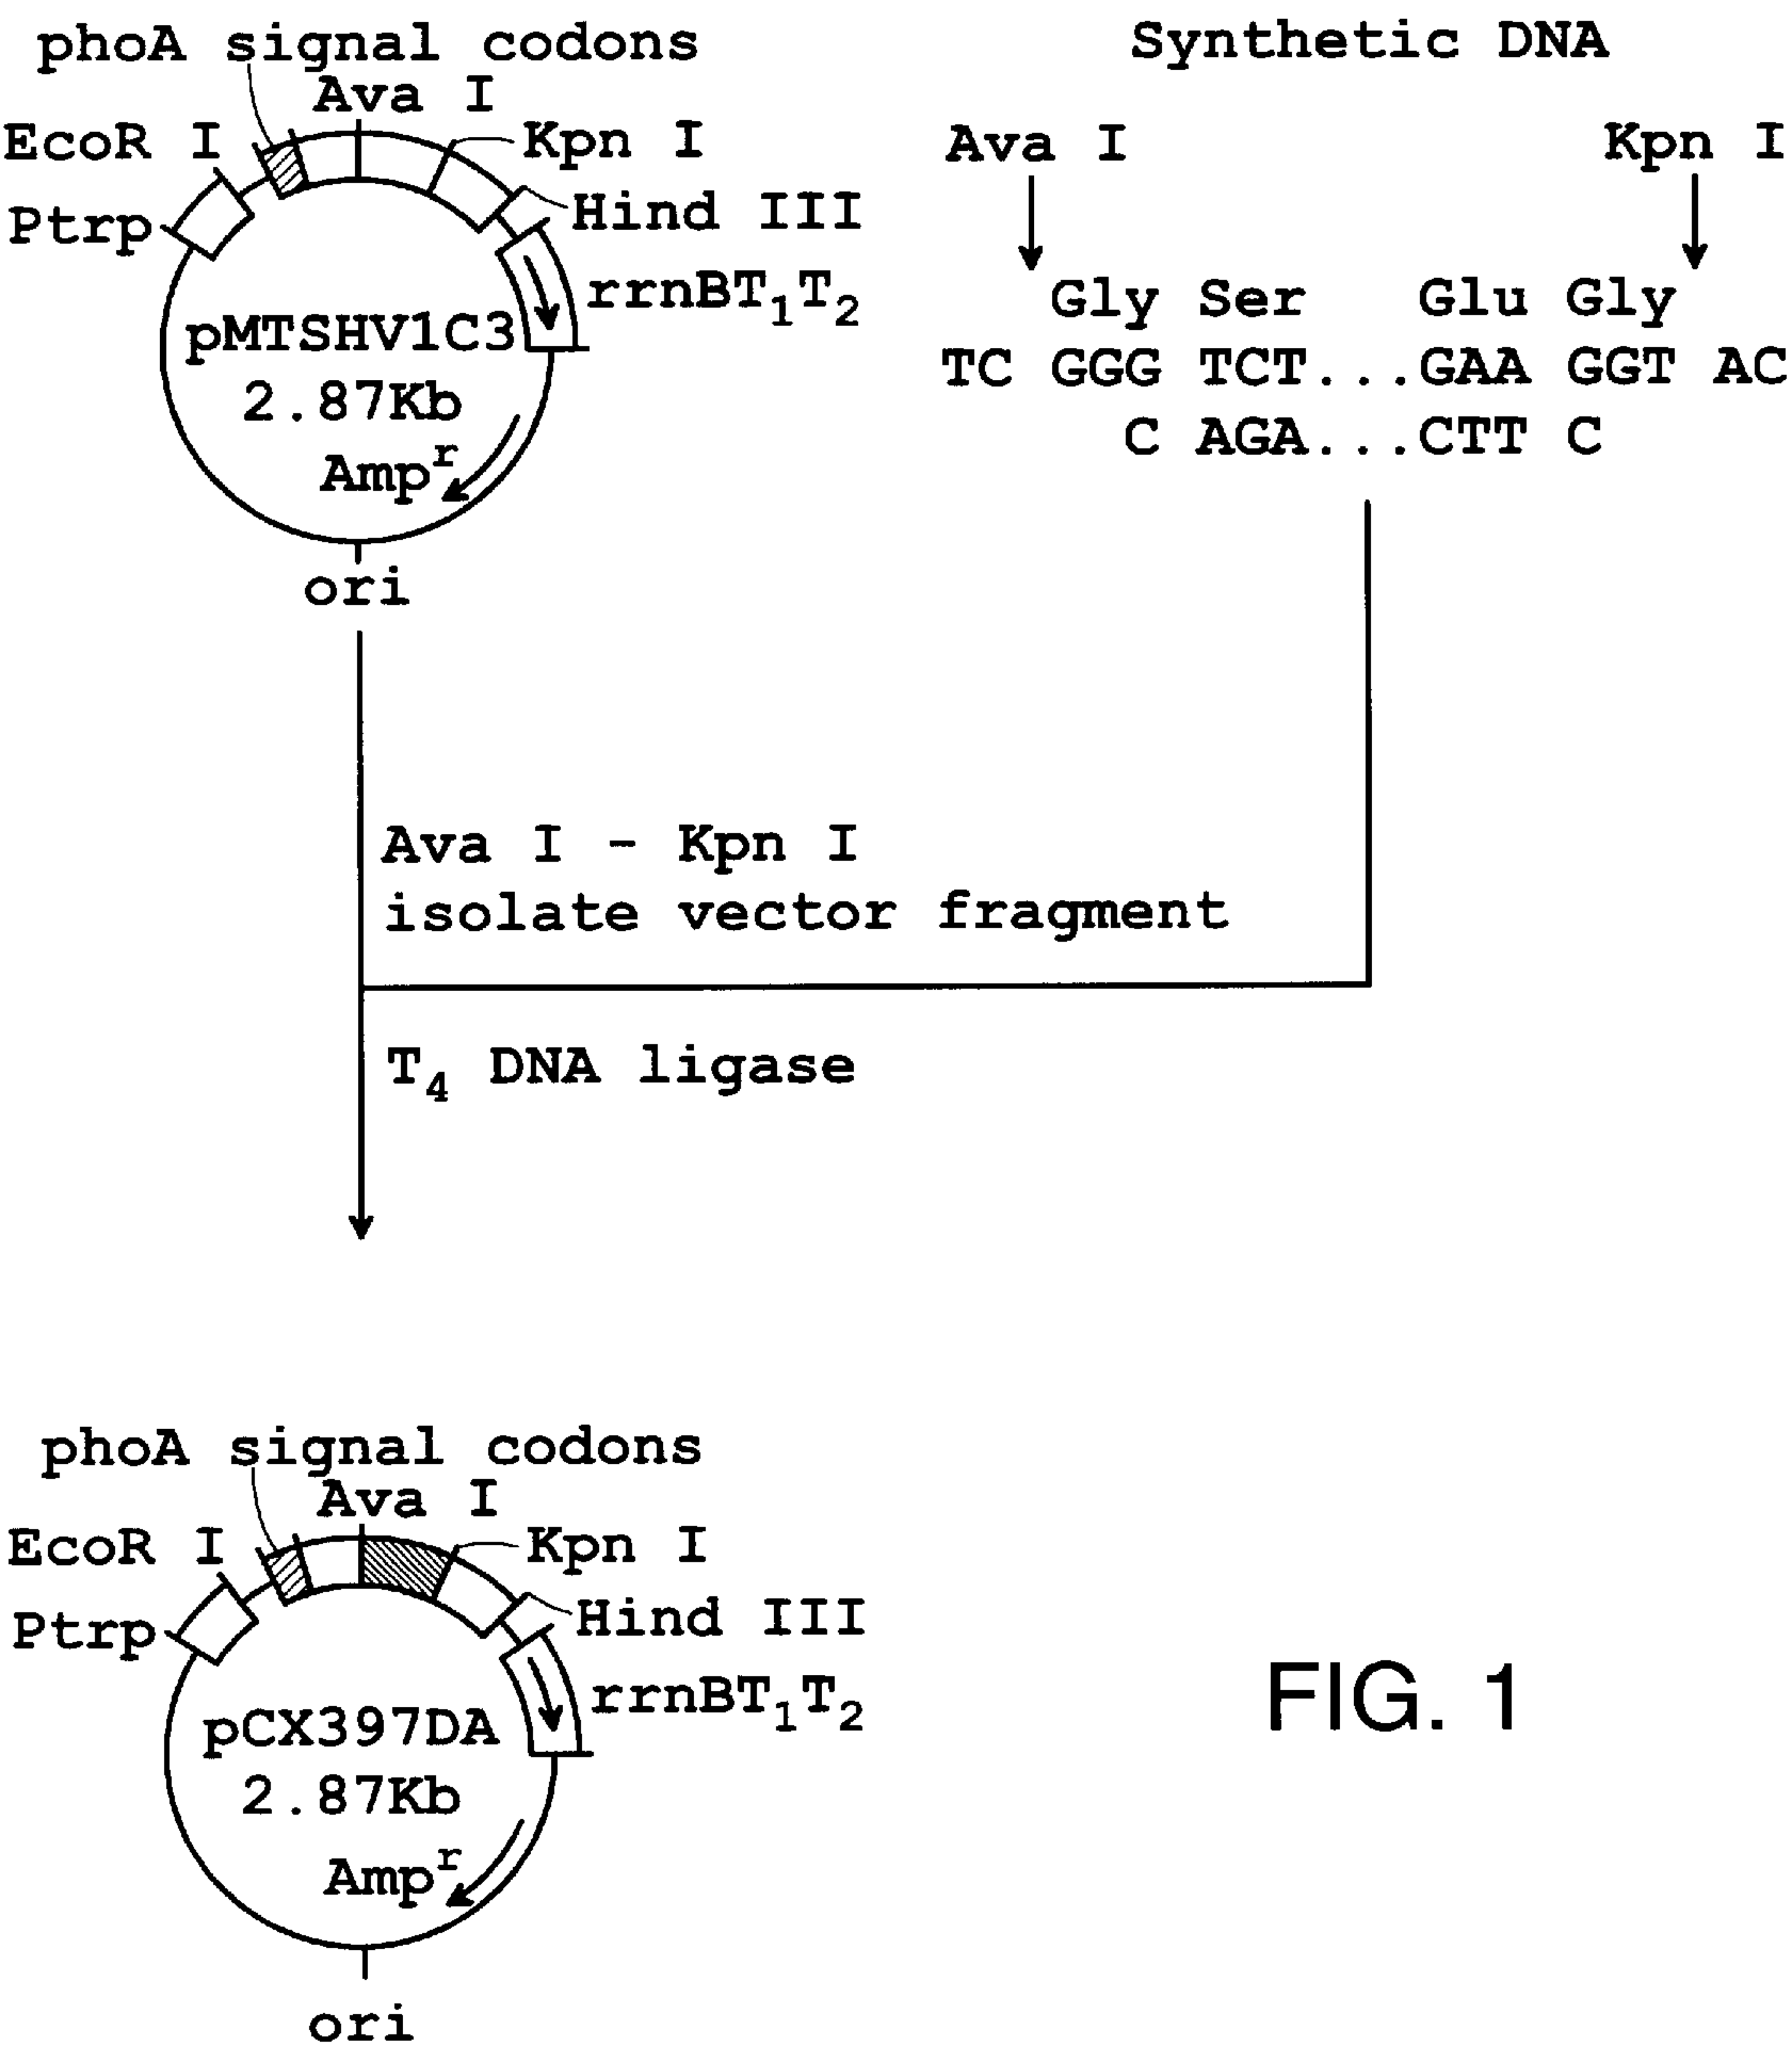 phoA signal codons
Ava I
EcoR I
Kpn I
Ptrp
Hind III
rrnBT₁T₂
pMTSHV1C3
2.87Kb
Ampʳ
ori
Synthetic DNA
Ava I
Kpn I
Gly Ser Glu Gly
TC GGG TCT...GAA GGT AC
C AGA...CTT C
Ava I - Kpn I
isolate vector fragment
T₄ DNA ligase
phoA signal codons
Ava I
EcoR I
Kpn I
Ptrp
Hind III
rrnBT₁T₂
pCX397DA
2.87Kb
Ampʳ
ori
FIG. 1